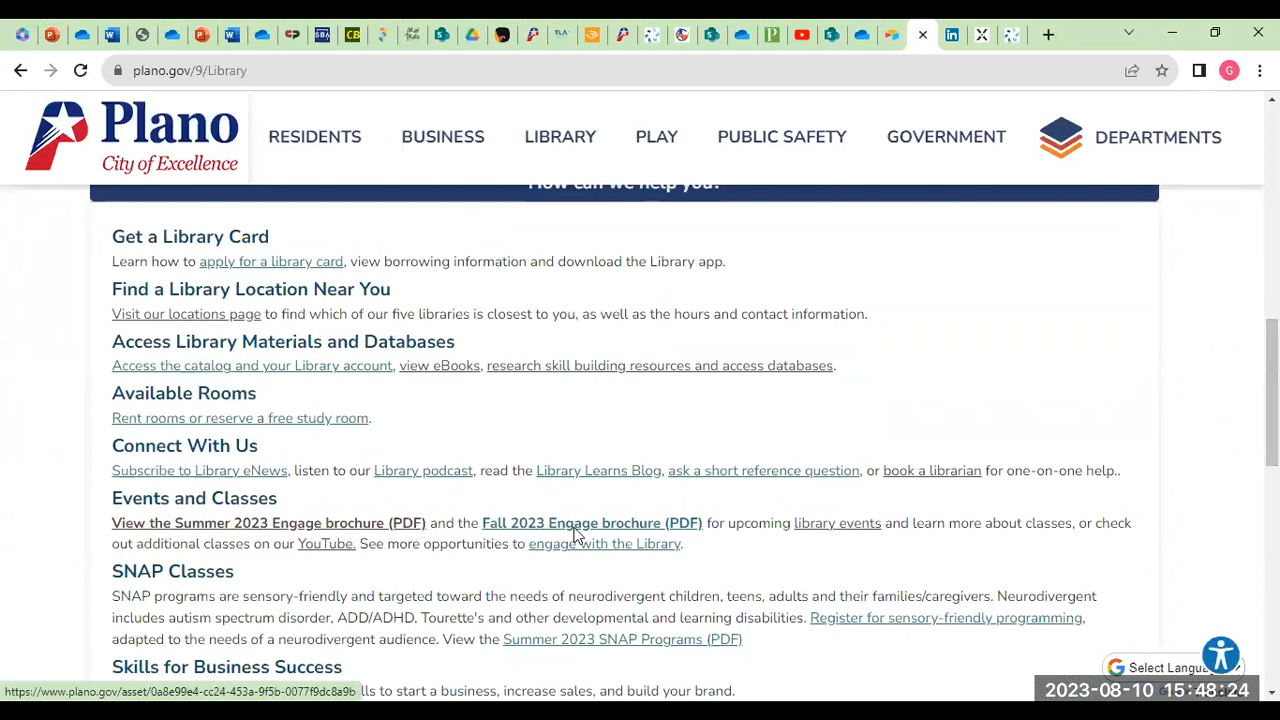 CP
SBA
CB
TLA
plano.gov/9/Library
G
Plano
City of Excellence
RESIDENTS
BUSINESS
LIBRARY
PLAY
PUBLIC SAFETY
GOVERNMENT
DEPARTMENTS
How can we help you?
Get a Library Card
Learn how to apply for a library card, view borrowing information and download the Library app.
Find a Library Location Near You
Visit our locations page to find which of our five libraries is closest to you, as well as the hours and contact information.
Access Library Materials and Databases
Access the catalog and your Library account, view eBooks, research skill building resources and access databases.
Available Rooms
Rent rooms or reserve a free study room.
Connect With Us
Subscribe to Library eNews, listen to our Library podcast, read the Library Learns Blog, ask a short reference question, or book a librarian for one-on-one help..
Events and Classes
View the Summer 2023 Engage brochure (PDF) and the Fall 2023 Engage brochure (PDF) for upcoming library events and learn more about classes, or check
out additional classes on our YouTube. See more opportunities to engage with the Library.
SNAP Classes
SNAP programs are sensory-friendly and targeted toward the needs of neurodivergent children, teens, adults and their families/caregivers. Neurodivergent
includes autism spectrum disorder, ADD/ADHD, Tourette's and other developmental and learning disabilities. Register for sensory-friendly programming,
adapted to the needs of a neurodivergent audience. View the Summer 2023 SNAP Programs (PDF)
Skills for Business Success
to start a business, increase sales, and build your brand.
Select Langu
https://www.plano.gov/asset/0a8e99e4-cc24-453a-9f5b-0077f9dc8a9b
2023-08-10 15:48:24